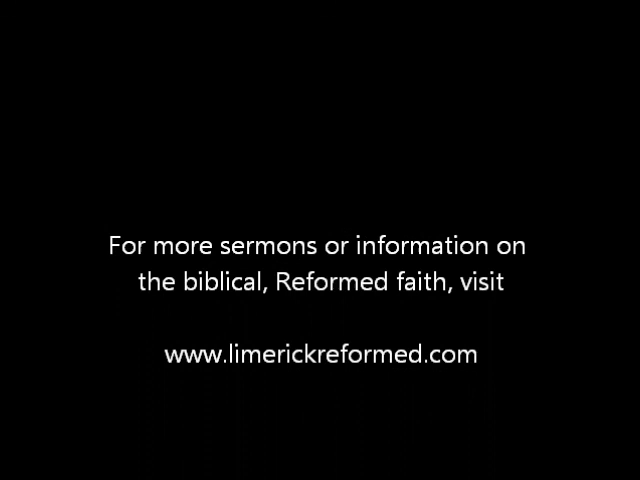 For more sermons or information on
the biblical, Reformed faith, visit
www.limerickreformed.com